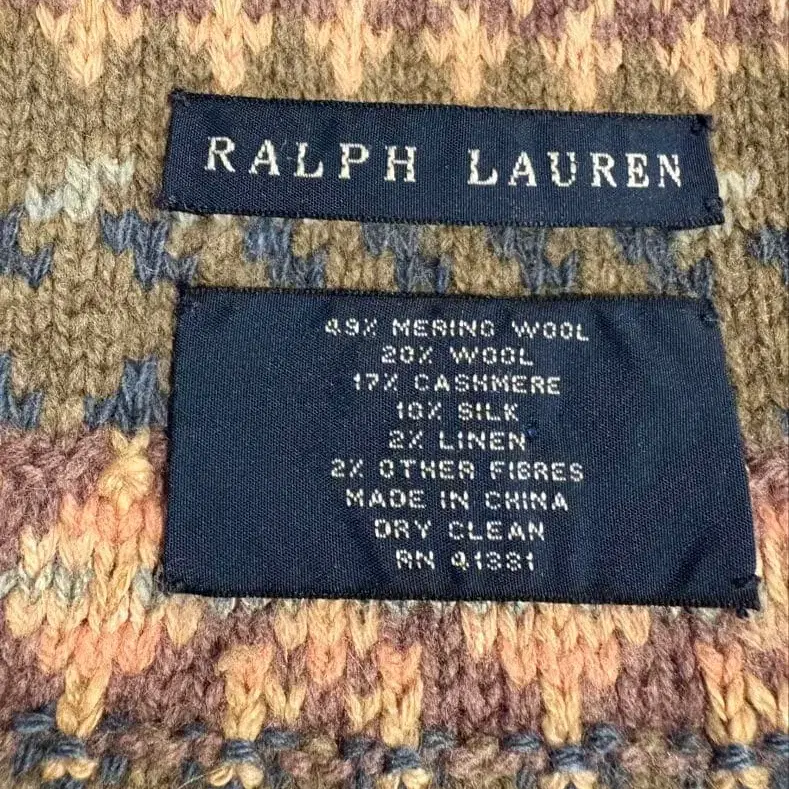 RALPH LAUREN
49% MERINO WOOL
20% WOOL
17% CASHMERE
10% SILK
2% LINEN
2% OTHER FIBRES
MADE IN CHINA
DRY CLEAN
RN 41381